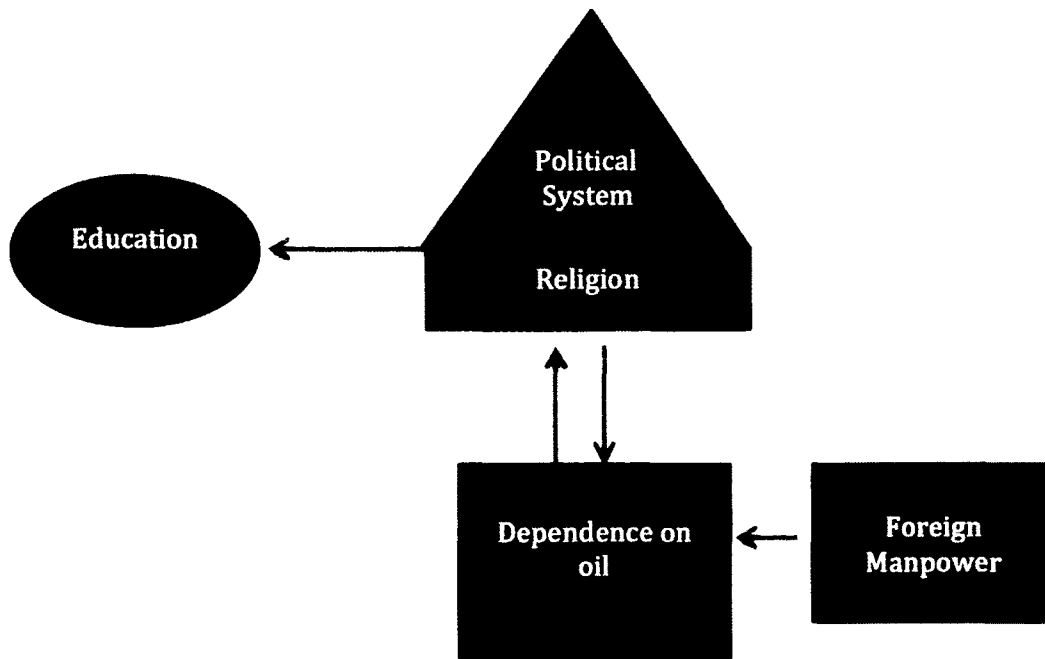 Political
System
Education
Religion
Dependence on
oil
Foreign
Manpower